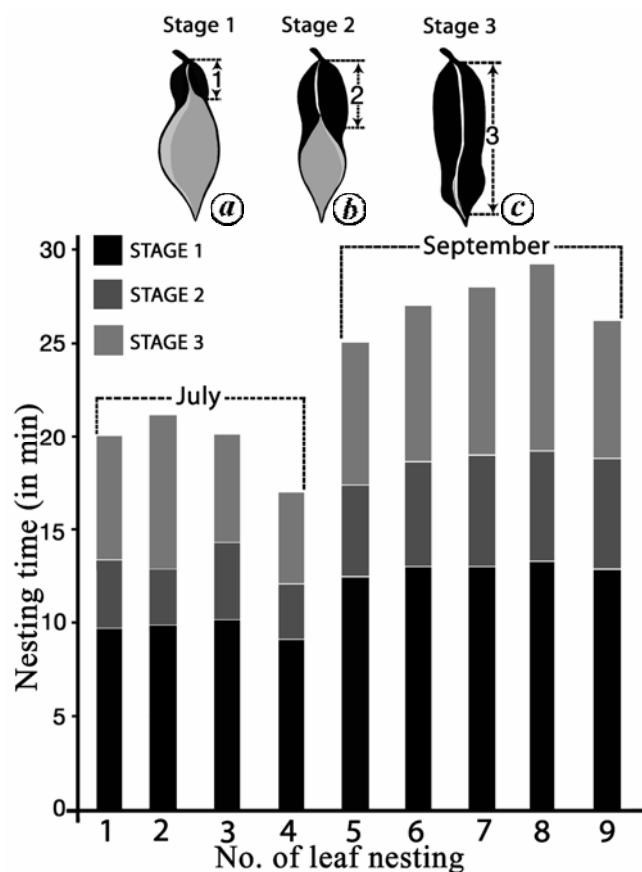 Stage 1
Stage 2
Stage 3
1
2
3
a
b
c
30
25
20
15
10
5
0
Nesting time (in min)
STAGE 1
STAGE 2
STAGE 3
July
September
1 2 3 4 5 6 7 8 9
No. of leaf nesting